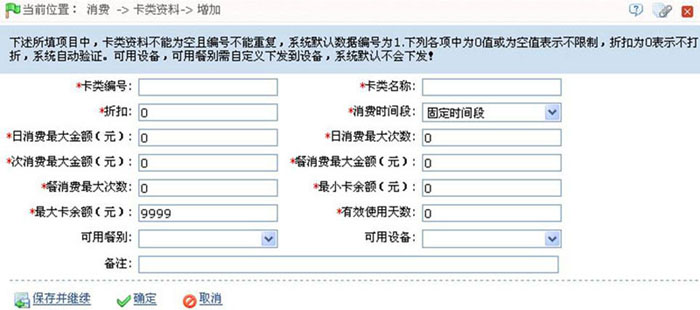 当前位置： 消费 -> 卡类资料-> 增加
下述所填项目中，卡类资料不能为空且编号不能重复，系统默认数据编号为1.下列各项中为0值或为空值表示不限制，折扣为0表示不打
折，系统自动验证。可用设备，可用餐别需自定义下发到设备，系统默认不会下发！
*卡类编号: *卡类名称:
*折扣: 0 *消费时间段: 固定时间段
*日消费最大金额(元): 0 *日消费最大次数: 0
*次消费最大金额(元): 0 *餐消费最大金额(元): 0
*餐消费最大次数: 0 *最小卡余额(元): 0
*最大卡余额(元): 9999 *有效使用天数: 0
可用餐别: 可用设备:
备注:
保存并继续 确定 取消